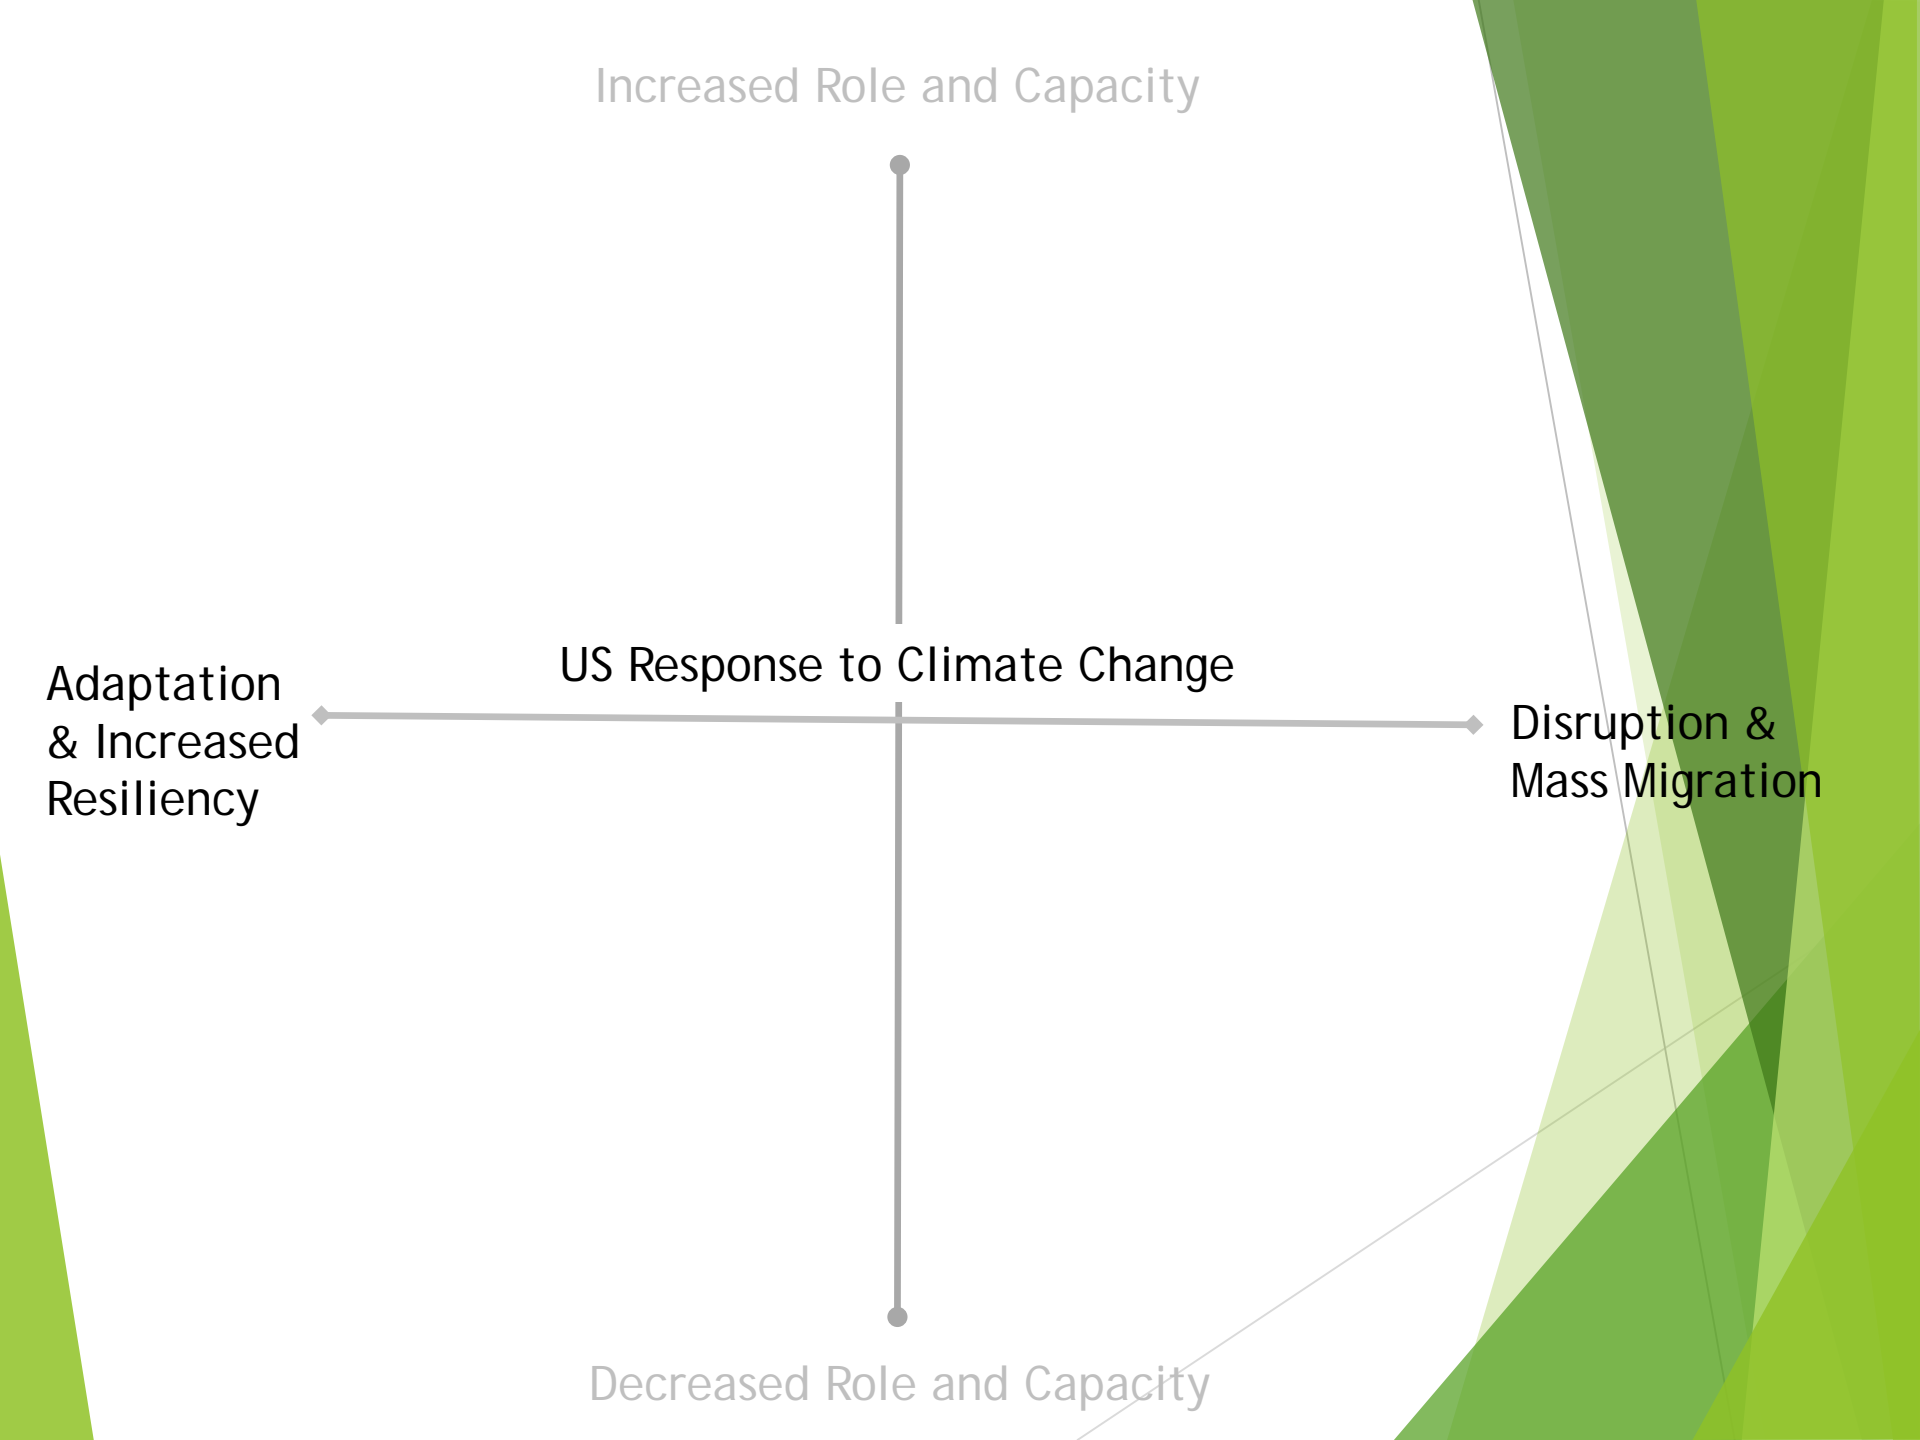 Increased Role and Capacity
US Response to Climate Change
Adaptation
& Increased
Resiliency
Disruption &
Mass Migration
Decreased Role and Capacity